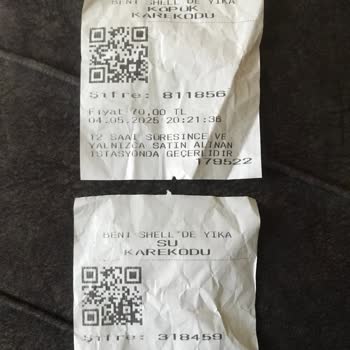 BENİ SHELL'DE YIKA
KÖPÜK
KAREKODU
Şifre: 811856
Fiyat 70.00 TL
04.05.2025 20:21:36
72 SAAT SÜRESİNCE VE
YALNIZCA SATIN ALINAN
İSTASYONDA GEÇERLİDİR
179522
BENİ SHELL'DE YIKA
SU
KAREKODU
Şifre: 318459